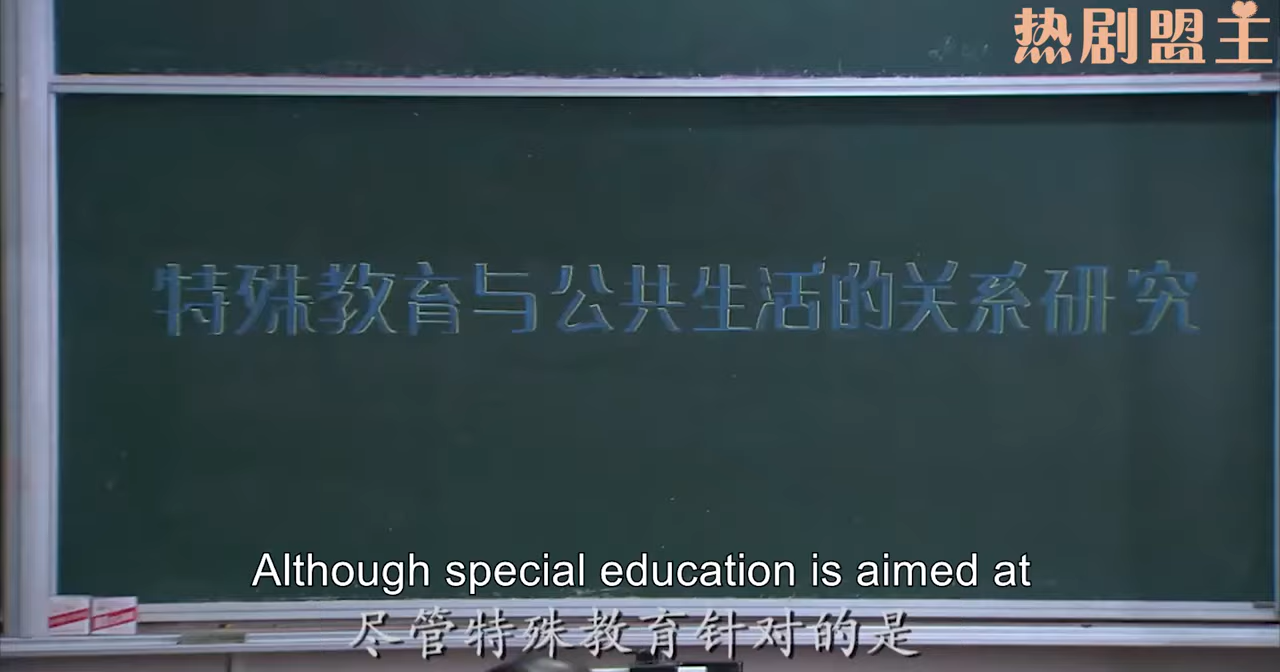 热剧盟主
特殊教育与公共生活的关系研究
Although special education is aimed at
尽管特殊教育针对的是